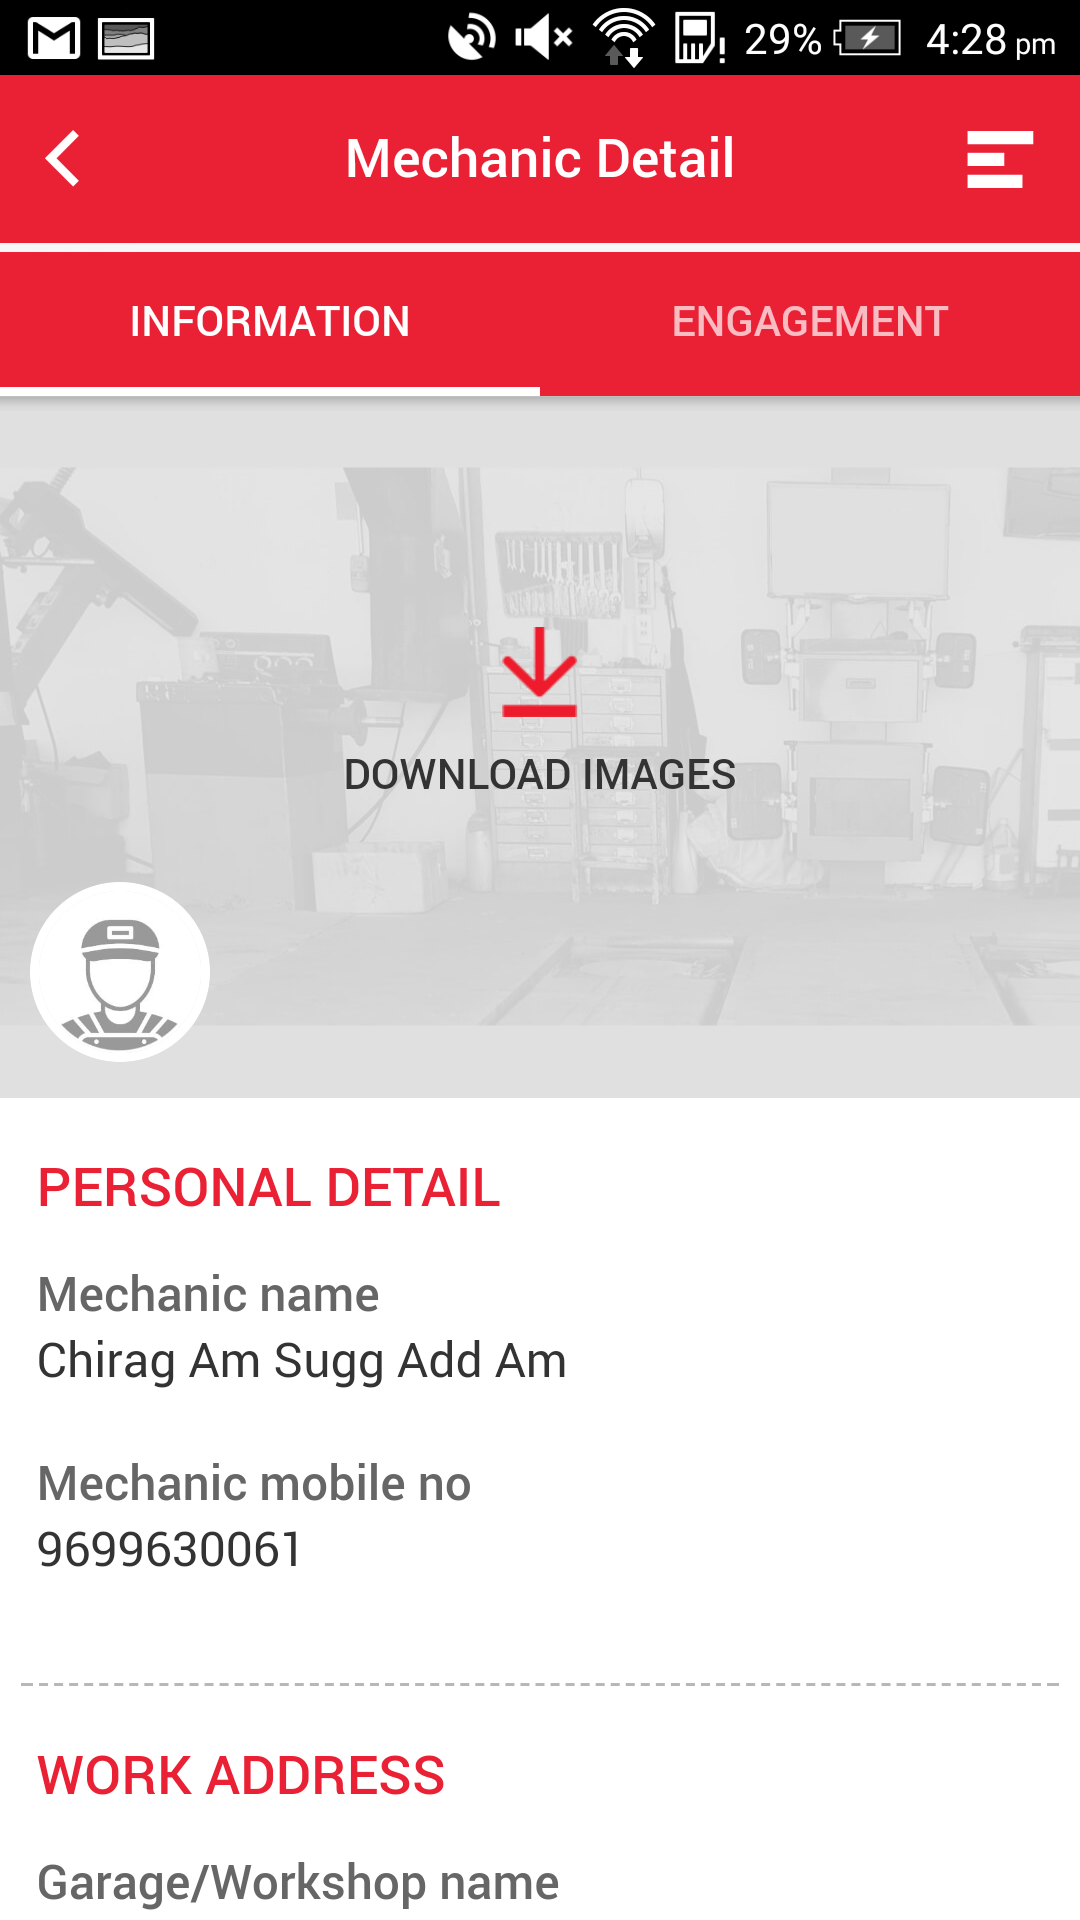 29% 4:28 pm
Mechanic Detail
INFORMATION ENGAGEMENT
DOWNLOAD IMAGES
PERSONAL DETAIL
Mechanic name
Chirag Am Sugg Add Am
Mechanic mobile no
9699630061
WORK ADDRESS
Garage/Workshop name